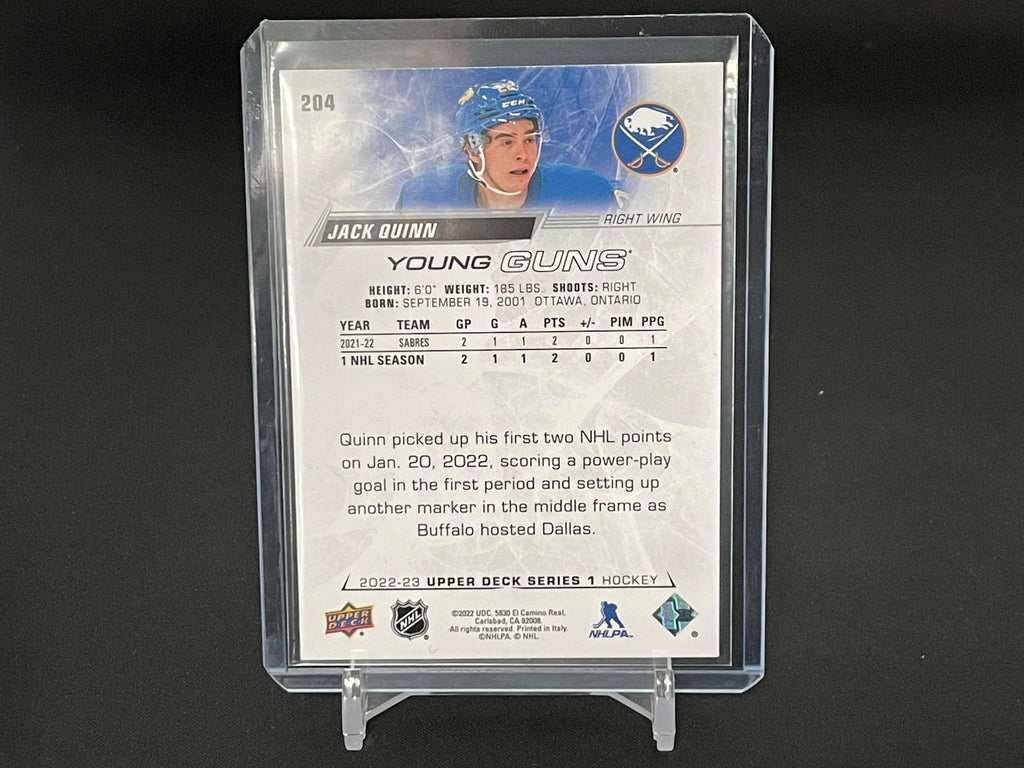 204
CCM
RIGHT WING
JACK QUINN
YOUNG GUNS®
HEIGHT: 6'0" WEIGHT: 185 LBS. SHOOTS: RIGHT
BORN: SEPTEMBER 19, 2001 OTTAWA, ONTARIO
YEAR TEAM GP G A PTS +/- PIM PPG
2021-22 SABRES 2 1 1 2 0 0 1
1 NHL SEASON 2 1 1 2 0 0 1
Quinn picked up his first two NHL points
on Jan. 20, 2022, scoring a power-play
goal in the first period and setting up
another marker in the middle frame as
Buffalo hosted Dallas.
2022-23 UPPER DECK SERIES 1 HOCKEY
UPPER DECK
NHL
©2022 UDC. 5830 El Camino Real,
Carlsbad, CA 92008.
All rights reserved. Printed in Italy.
©NHLPA. © NHL.
NHLPA